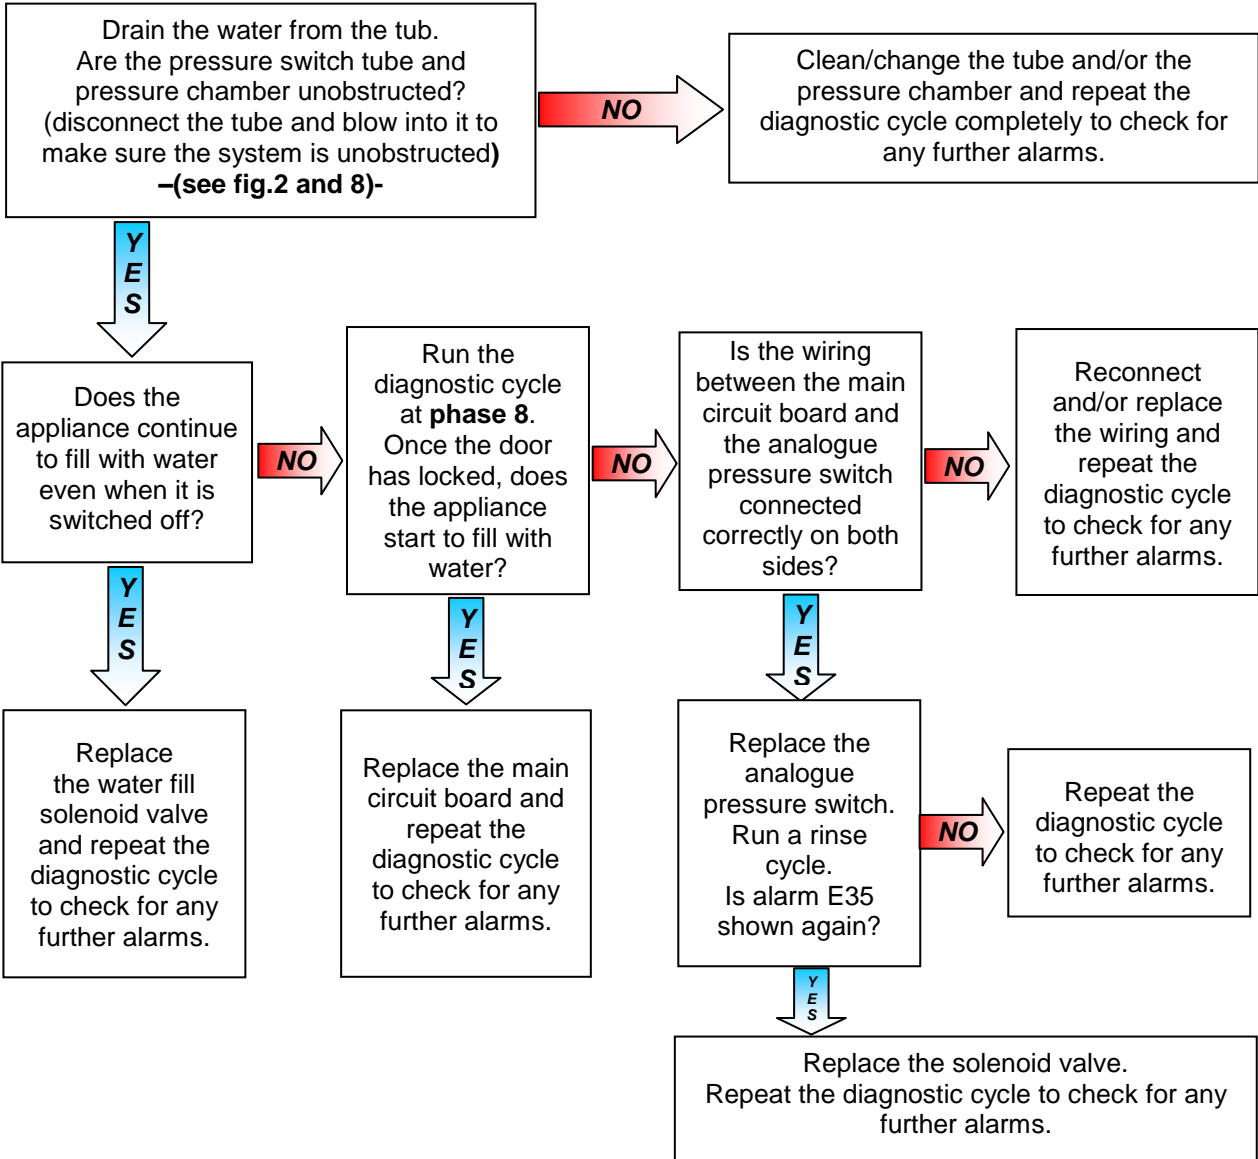 Drain the water from the tub.
Are the pressure switch tube and
pressure chamber unobstructed?
(disconnect the tube and blow into it to
make sure the system is unobstructed)
–(see fig.2 and 8)-
NO
Clean/change the tube and/or the
pressure chamber and repeat the
diagnostic cycle completely to check for
any further alarms.
Y
E
S
Does the
appliance continue
to fill with water
even when it is
switched off?
NO
Run the
diagnostic cycle
at phase 8.
Once the door
has locked, does
the appliance
start to fill with
water?
NO
Is the wiring
between the main
circuit board and
the analogue
pressure switch
connected
correctly on both
sides?
NO
Reconnect
and/or replace
the wiring and
repeat the
diagnostic cycle
to check for any
further alarms.
Y
E
S
Y
E
S
Y
E
S
Replace
the water fill
solenoid valve
and repeat the
diagnostic cycle
to check for any
further alarms.
Replace the main
circuit board and
repeat the
diagnostic cycle
to check for any
further alarms.
Replace the
analogue
pressure switch.
Run a rinse
cycle.
Is alarm E35
shown again?
NO
Repeat the
diagnostic cycle
to check for any
further alarms.
Y
E
S
Replace the solenoid valve.
Repeat the diagnostic cycle to check for any
further alarms.